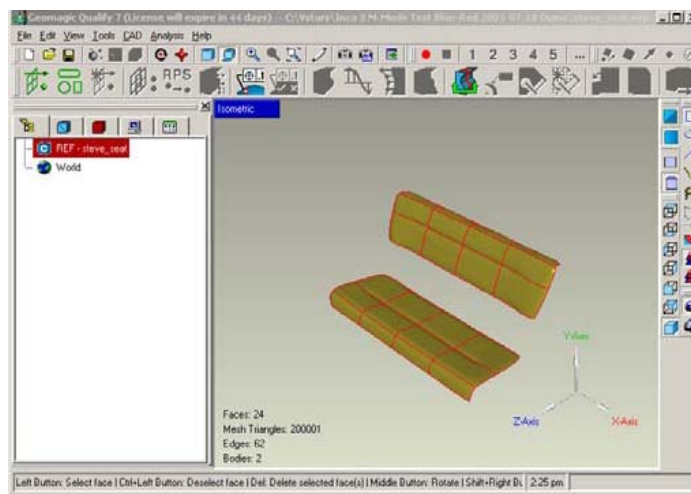 Geomagic Qualify 7 (License will expire in 44 days)
File Edit View Tools CAD Analysis Help
1 2 3 4 5 ...
RPS
Isometric
REF - steve_seat
World
Y-Axis
Z-Axis X-Axis
Faces: 24
Mesh Triangles: 200001
Edges: 62
Bodies: 2
Left Button: Select face | Ctrl+Left Button: Deselect face | Del: Delete selected face(s) | Middle Button: Rotate | Shift+Right 2:25 pm